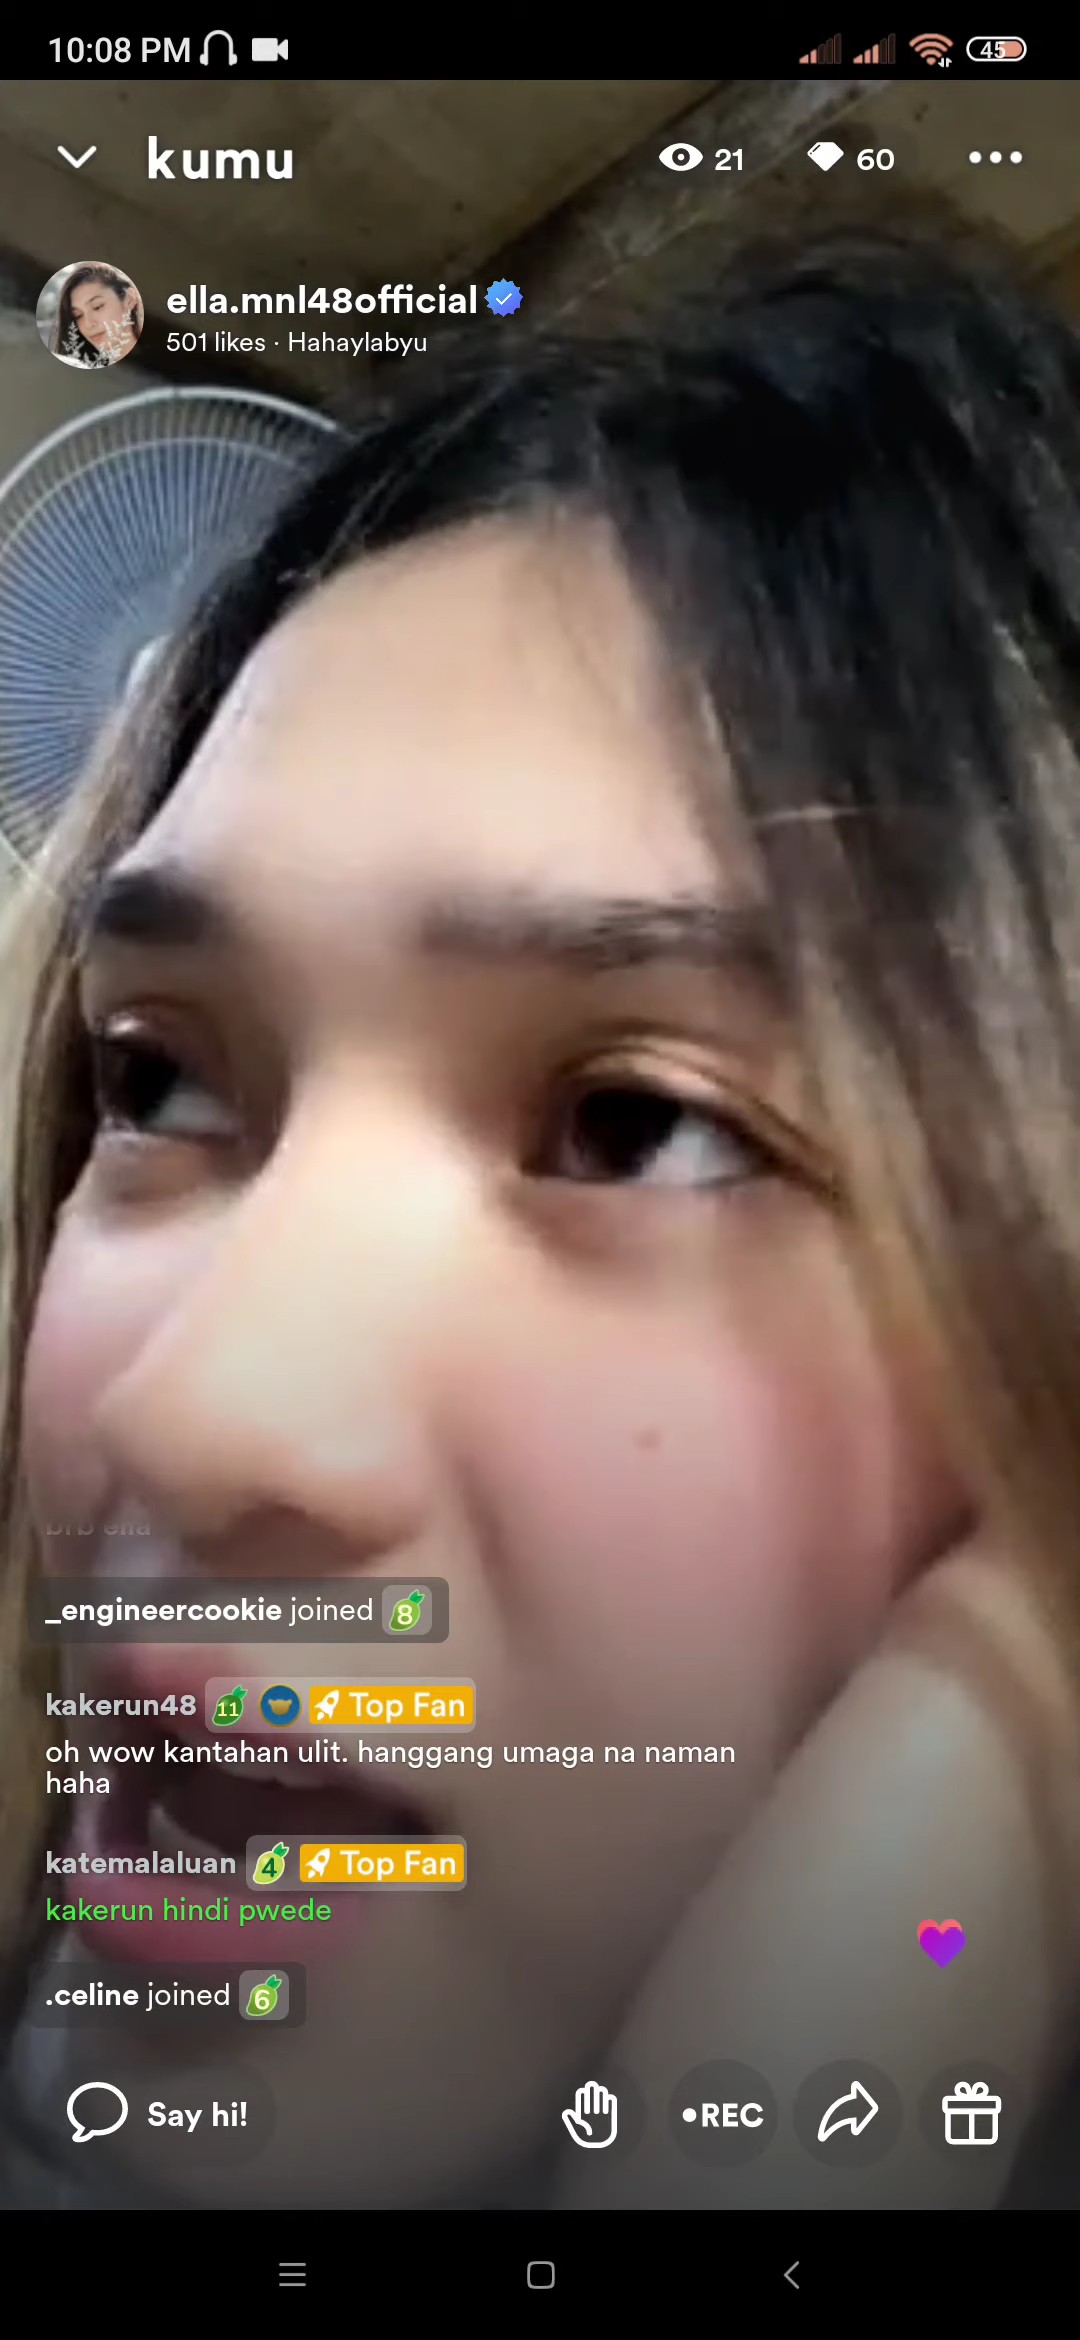 10:08 PM
45
kumu
21
60
ella.mnl48official
501 likes · Hahaylabyu
brb ella
_engineercookie joined 8
kakerun48 11 Top Fan
oh wow kantahan ulit. hanggang umaga na naman
haha
katemalaluan 4 Top Fan
kakerun hindi pwede
.celine joined 6
Say hi!
•REC